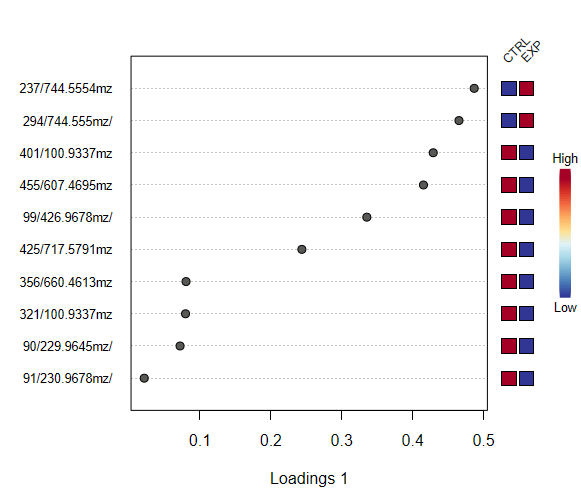 CTRL
EXP
237/744.5554mz
294/744.555mz/
401/100.9337mz
455/607.4695mz
99/426.9678mz/
425/717.5791mz
356/660.4613mz
321/100.9337mz
90/229.9645mz/
91/230.9678mz/
High
Low
0.1 0.2 0.3 0.4 0.5
Loadings 1